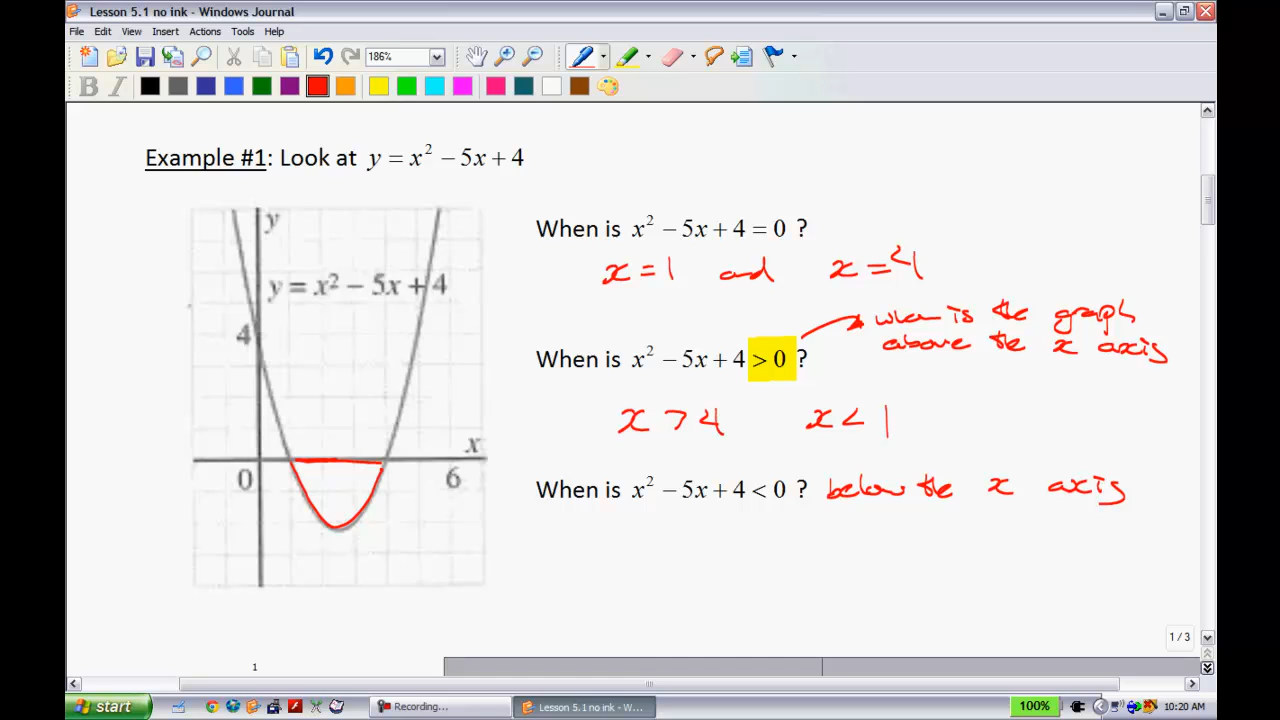 Lesson 5.1 no ink - Windows Journal
File Edit View Insert Actions Tools Help
186%
B I
Example #1: Look at y = x² − 5x + 4
y
y = x² − 5x + 4
4
x
0
6
When is x² − 5x + 4 = 0 ?
x = 1 and x = 4
when is the graph
above the x axis
When is x² − 5x + 4 > 0 ?
x > 4 x < 1
When is x² − 5x + 4 < 0 ? below the x axis
1 / 3
1
start
Recording...
Lesson 5.1 no ink - W...
100%
10:20 AM